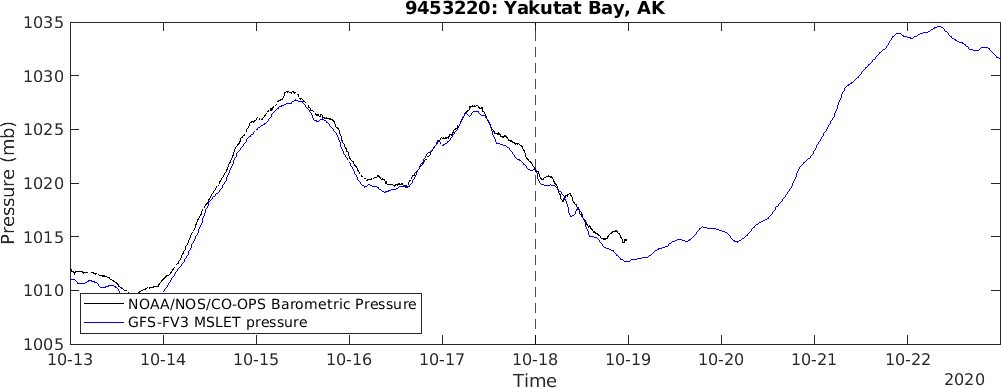 9453220: Yakutat Bay, AK
Pressure (mb)
1035
1030
1025
1020
1015
1010
1005
NOAA/NOS/CO-OPS Barometric Pressure
GFS-FV3 MSLET pressure
10-13 10-14 10-15 10-16 10-17 10-18 10-19 10-20 10-21 10-22
Time
2020